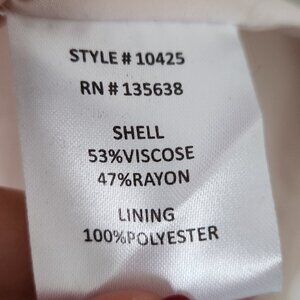 STYLE # 10425
RN # 135638
SHELL
53%VISCOSE
47%RAYON
LINING
100%POLYESTER